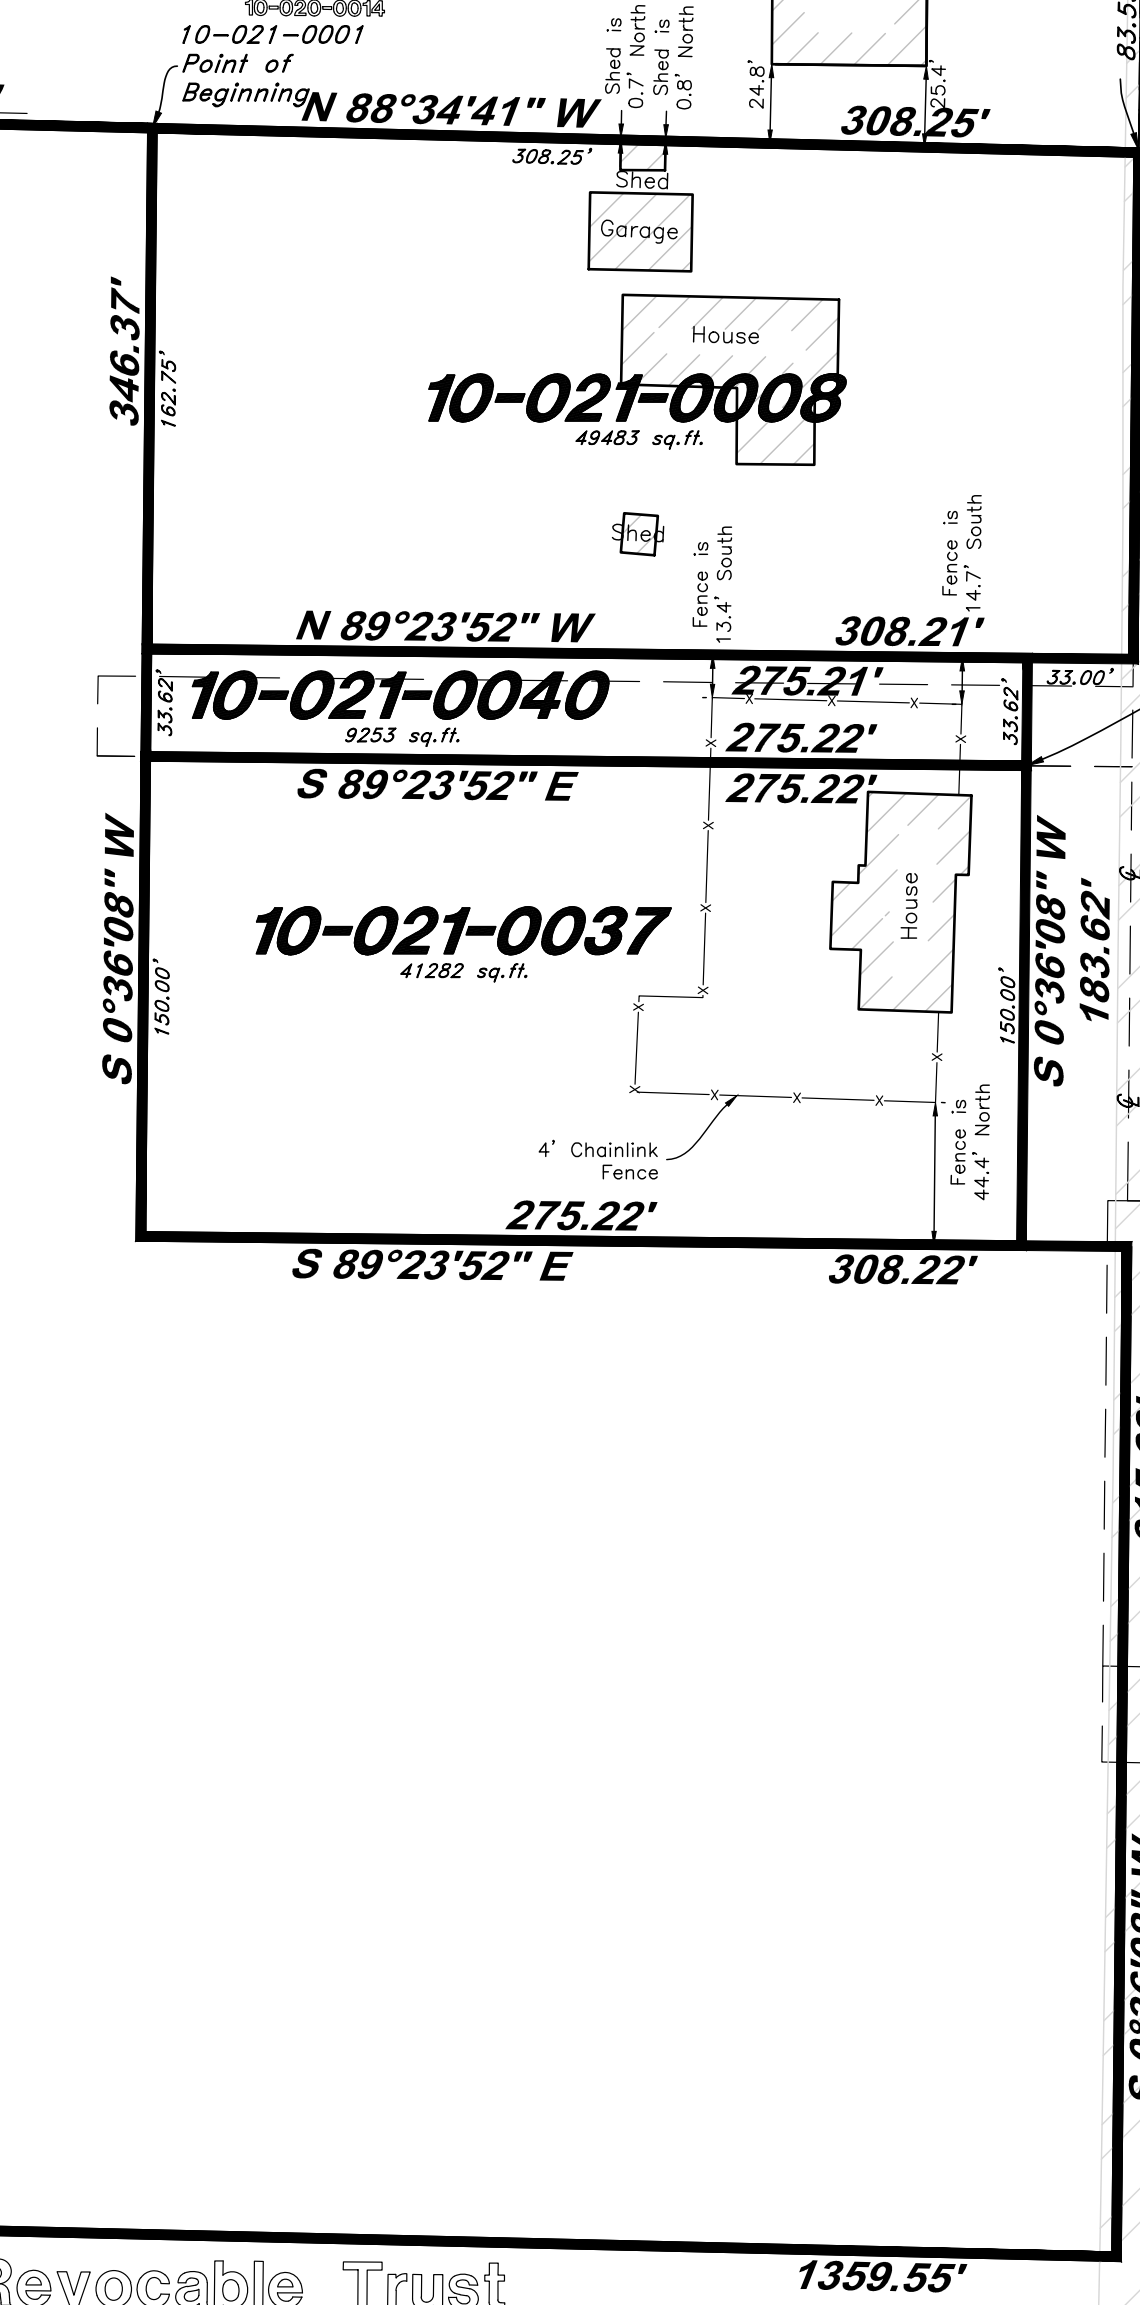 10-020-0014
10-021-0001
Point of
Beginning
Shed is
0.7' North
Shed is
0.8' North
24.8'
25.4'
N 88°34'41" W
308.25'
308.25'
Shed
Garage
House
346.37'
162.75'
10-021-0008
49483 sq.ft.
Shed
Fence is
13.4' South
Fence is
14.7' South
N 89°23'52" W
308.21'
10-021-0040
9253 sq.ft.
33.62'
275.21'
33.62'
33.00'
275.22'
S 89°23'52" E
275.22'
House
10-021-0037
41282 sq.ft.
S 0°36'08" W
150.00'
150.00'
S 0°36'08" W
183.62'
4' Chainlink
Fence
Fence is
44.4' North
275.22'
S 89°23'52" E
308.22'
1359.55'
Revocable Trust